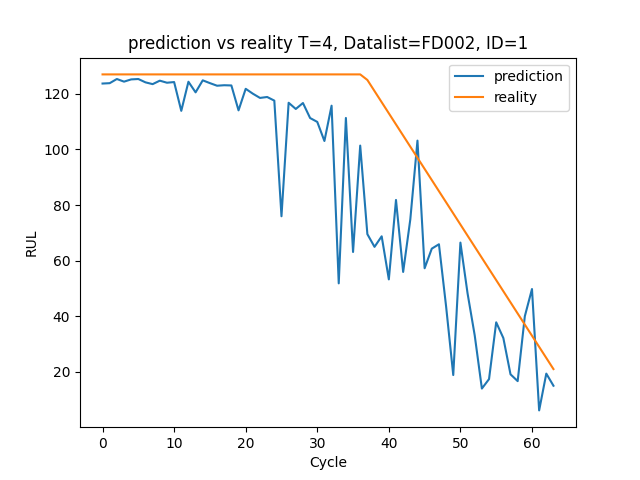 prediction vs reality T=4, Datalist=FD002, ID=1
prediction
reality
120
100
80
60
40
20
RUL
0 10 20 30 40 50 60
Cycle